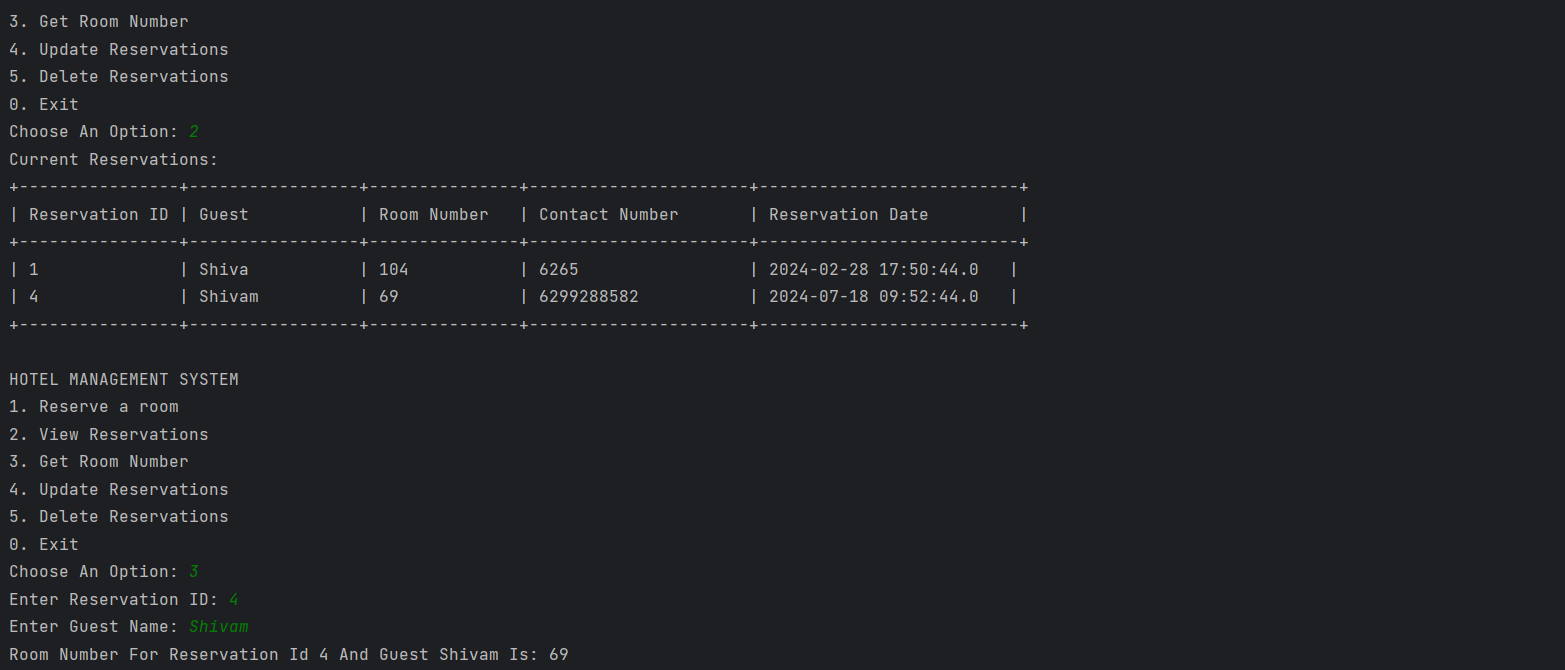 3. Get Room Number
4. Update Reservations
5. Delete Reservations
0. Exit
Choose An Option: 2
Current Reservations:
+----------------+-----------------+---------------+----------------------+--------------------------+
| Reservation ID | Guest           | Room Number   | Contact Number       | Reservation Date         |
+----------------+-----------------+---------------+----------------------+--------------------------+
| 1              | Shiva           | 104           | 6265                 | 2024-02-28 17:50:44.0   |
| 4              | Shivam          | 69            | 6299288582           | 2024-07-18 09:52:44.0   |
+----------------+-----------------+---------------+----------------------+--------------------------+

HOTEL MANAGEMENT SYSTEM
1. Reserve a room
2. View Reservations
3. Get Room Number
4. Update Reservations
5. Delete Reservations
0. Exit
Choose An Option: 3
Enter Reservation ID: 4
Enter Guest Name: Shivam
Room Number For Reservation Id 4 And Guest Shivam Is: 69